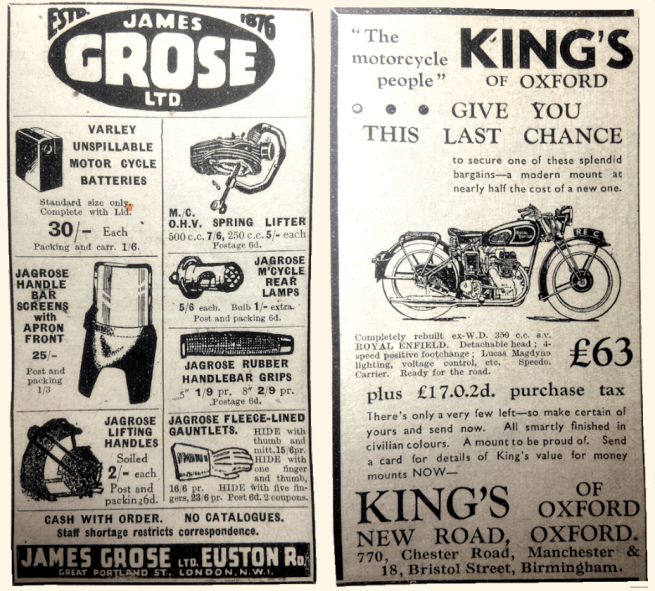 ESTD. 1876
JAMES
GROSE
LTD.
VARLEY
UNSPILLABLE
MOTOR CYCLE
BATTERIES
Standard size only.
Complete with Lid.
30/- Each
Packing and carr. 1/6.
M/C.
O.H.V. SPRING LIFTER
500 c.c. 7/6, 250 c.c. 5/- each
Postage 6d.
JAGROSE
HANDLE
BAR
SCREENS
with
APRON
FRONT
25/-
Post and
packing
1/3
JAGROSE
M'CYCLE
REAR
LAMPS
5/6 each. Bulb 1/- extra.
Post and packing 6d.
JAGROSE RUBBER
HANDLEBAR GRIPS
5" 1/9 pr. 8" 2/9 pr.
Postage 6d.
JAGROSE
LIFTING
HANDLES
Soiled
2/- each
Post and
packing 6d.
JAGROSE FLEECE-LINED
GAUNTLETS. HIDE with
thumb and
mitt, 15/6pr.
HIDE with
one finger
and thumb,
16/6 pr. HIDE with five fin-
gers, 23/6 pr. Post 6d. 2 coupons.
CASH WITH ORDER. NO CATALOGUES.
Staff shortage restricts correspondence.
JAMES GROSE LTD. EUSTON RD.
GREAT PORTLAND ST. LONDON, N.W.1.
"The
motorcycle
people"
KING'S
OF OXFORD
GIVE YOU
THIS LAST CHANCE
to secure one of these splendid
bargains—a modern mount at
nearly half the cost of a new one.
Completely rebuilt ex-W.D. 350 c.c. s.v.
ROYAL ENFIELD. Detachable head; 4-
speed positive footchange; Lucas Magdyno
lighting, voltage control, etc. Speedo.
Carrier. Ready for the road.
£63
plus £17.0.2d. purchase tax
There's only a very few left—so make certain of
yours and send now. All smartly finished in
civilian colours. A mount to be proud of. Send
a card for details of King's value for money
mounts NOW—
KING'S OF OXFORD
NEW ROAD, OXFORD.
770, Chester Road, Manchester &
18, Bristol Street, Birmingham.